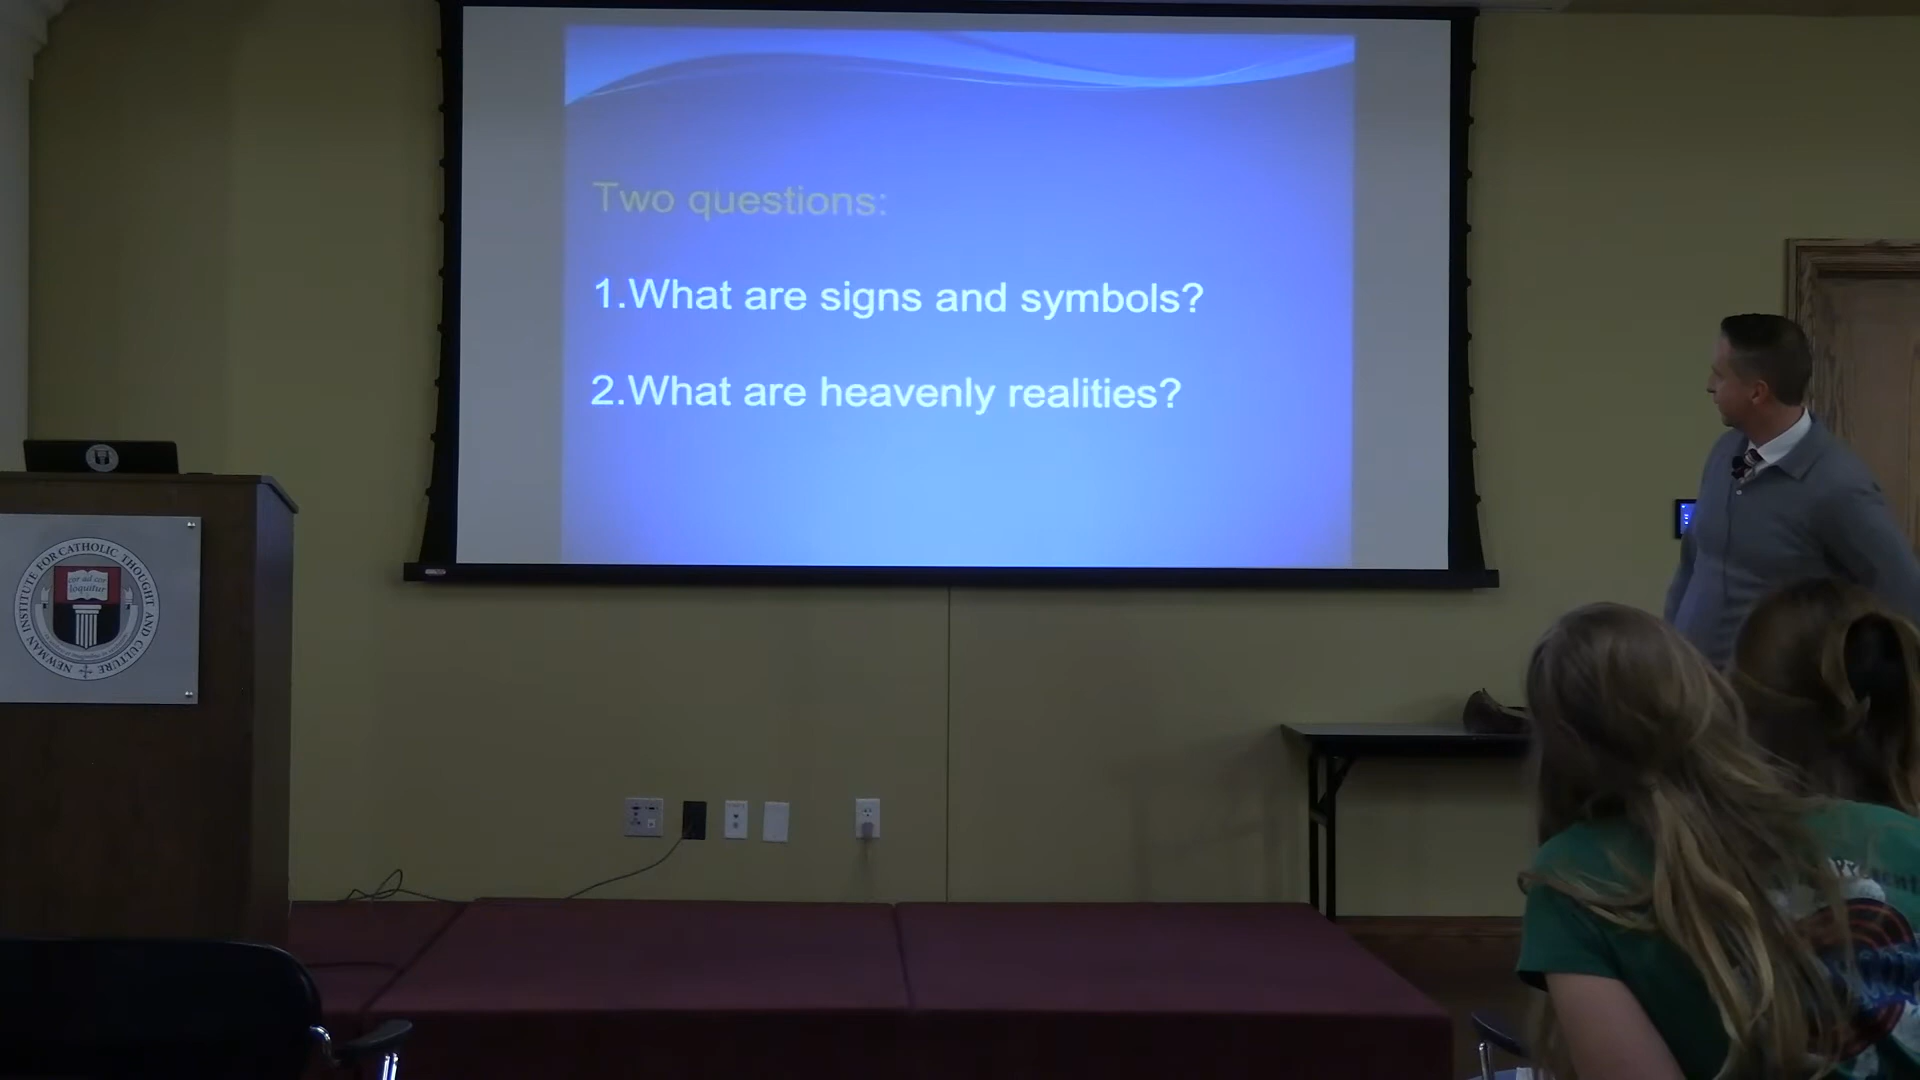 Two questions:
1.What are signs and symbols?
2.What are heavenly realities?
NEWMAN INSTITUTE FOR CATHOLIC THOUGHT AND CULTURE
cor ad cor
loquitur